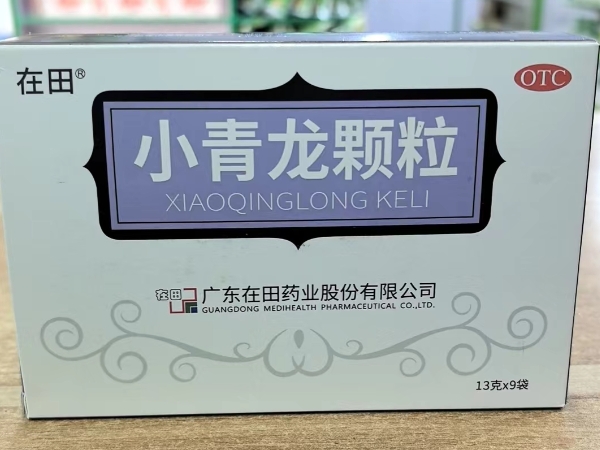 在田®
OTC
小青龙颗粒
XIAOQINGLONG KELI
在田 广东在田药业股份有限公司
GUANGDONG MEDIHEALTH PHARMACEUTICAL CO.,LTD.
13克x9袋